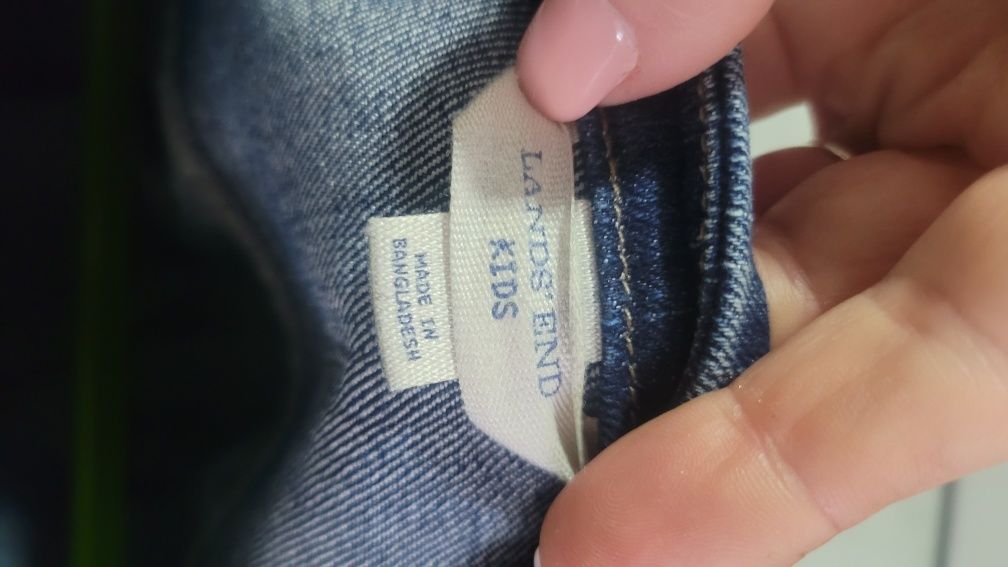 LANDS' END
KIDS
MADE IN
BANGLADESH